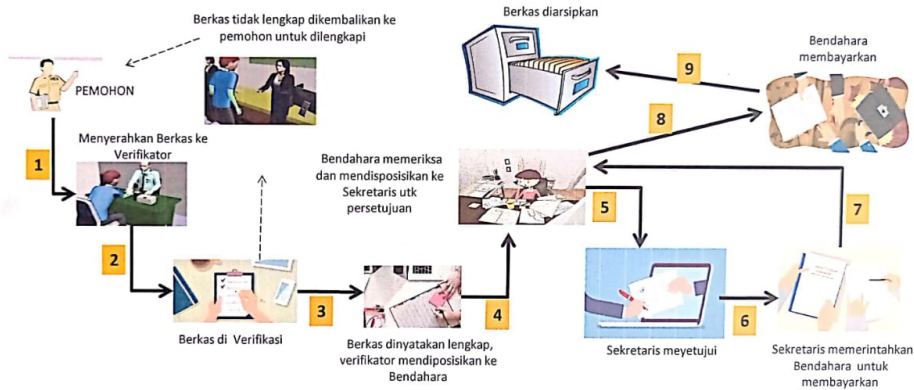 Berkas tidak lengkap dikembalikan ke
pemohon untuk dilengkapi
Berkas diarsipkan
Bendahara
membayarkan
PEMOHON
9
8
Menyerahkan Berkas ke
Verifikator
1
Bendahara memeriksa
dan mendisposisikan ke
Sekretaris utk
persetujuan
5
7
2
3
4
6
Berkas di Verifikasi
Berkas dinyatakan lengkap,
verifikator mendiposisikan ke
Bendahara
Sekretaris meyetujui
Sekretaris memerintahkan
Bendahara untuk
membayarkan